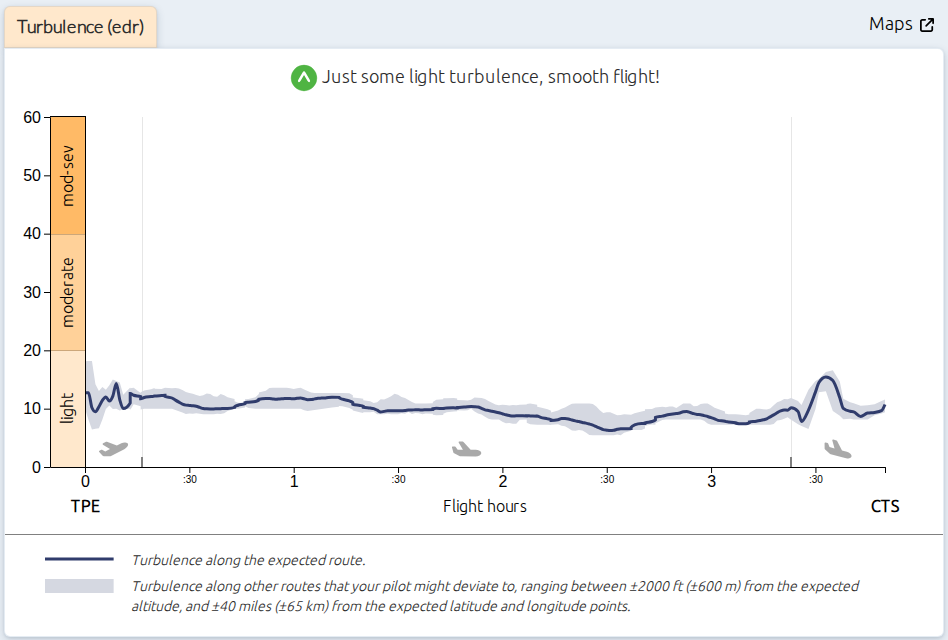 Turbulence (edr)
Maps
Just some light turbulence, smooth flight!
60
50
40
30
20
10
0
mod-sev
moderate
light
0 :30 1 :30 2 :30 3 :30
TPE Flight hours CTS
Turbulence along the expected route.
Turbulence along other routes that your pilot might deviate to, ranging between ±2000 ft (±600 m) from the expected
altitude, and ±40 miles (±65 km) from the expected latitude and longitude points.